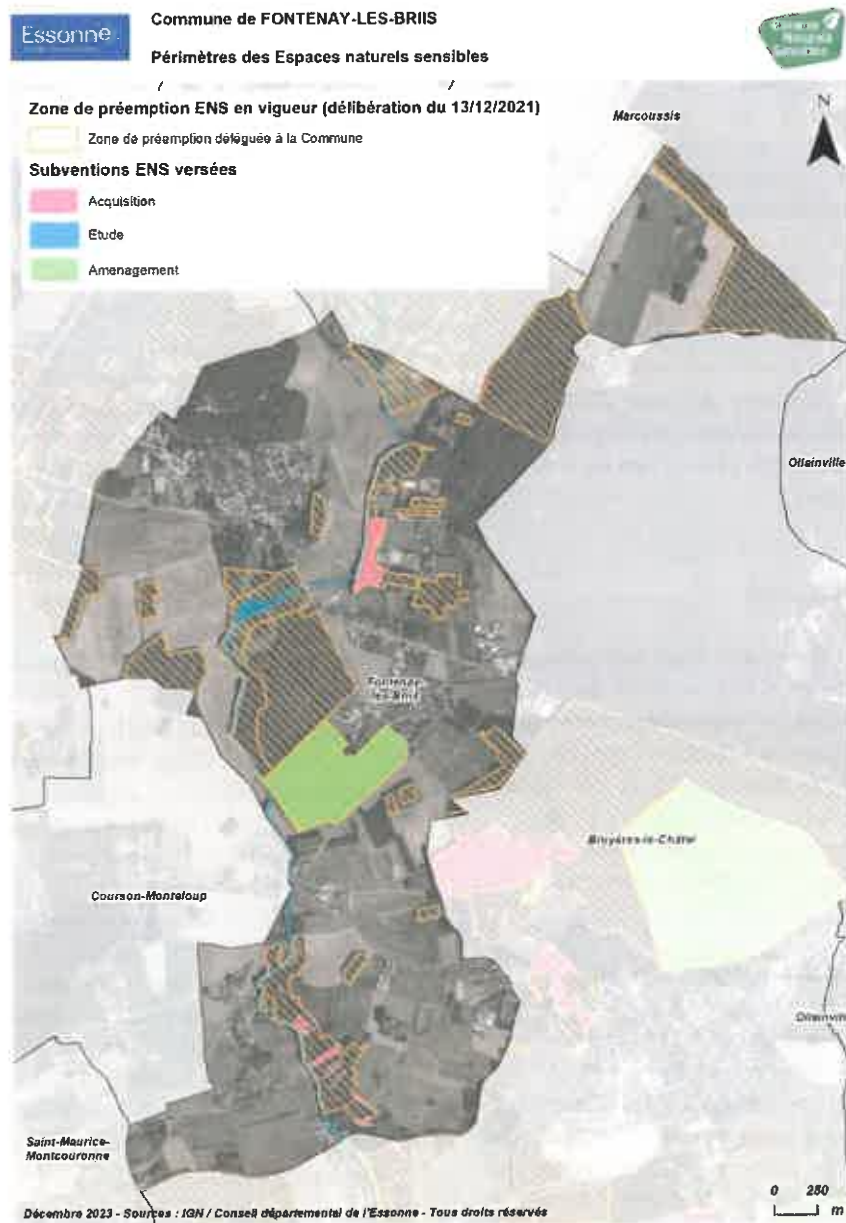 Essonne
Commune de FONTENAY-LES-BRIIS
Périmètres des Espaces naturels sensibles
Zone de préemption ENS en vigueur (délibération du 13/12/2021)
Zone de préemption déléguée à la Commune
Subventions ENS versées
Acquisition
Etude
Aménagement
Marcoussis
N
Ollainville
Fontenay-
les-Briis
Bruyères-le-Châtel
Courson-Monteloup
Ollainvill
Saint-Maurice-
Montcouronne
0 250
m
Décembre 2023 - Sources : IGN / Conseil départemental de l'Essonne - Tous droits réservés